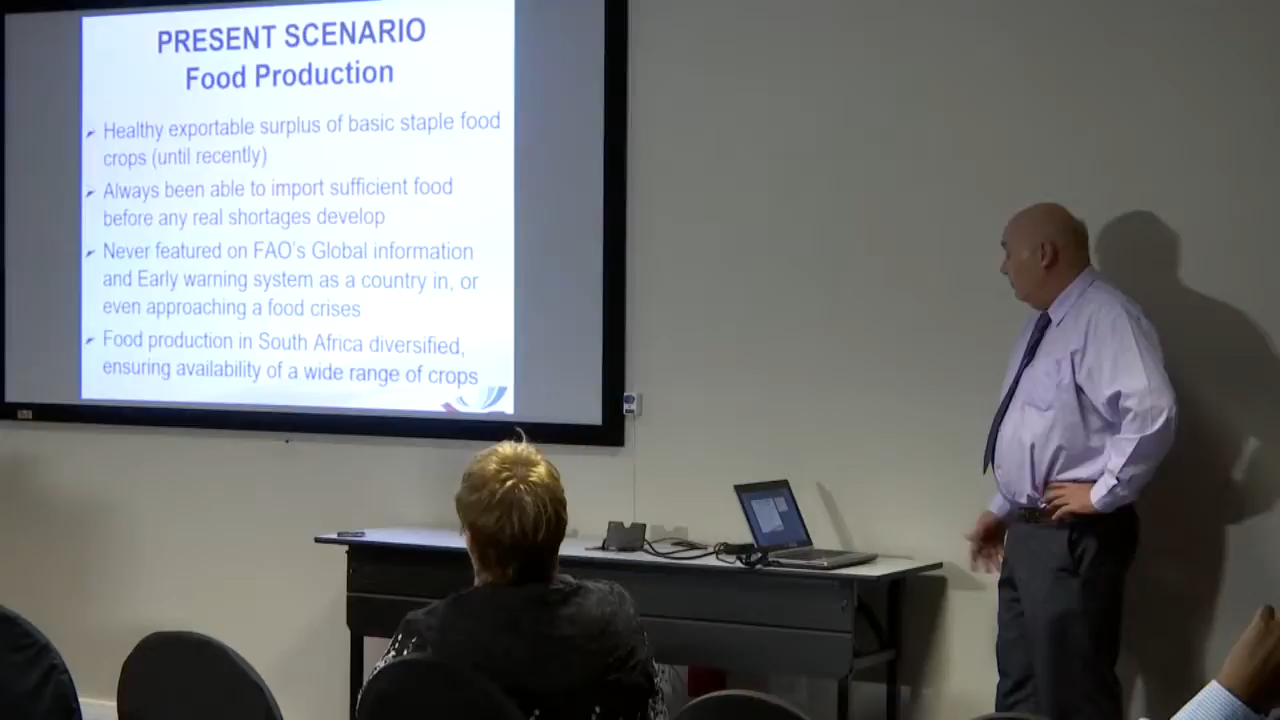 PRESENT SCENARIO
Food Production
Healthy exportable surplus of basic staple food
crops (until recently)
Always been able to import sufficient food
before any real shortages develop
Never featured on FAO's Global information
and Early warning system as a country in, or
even approaching a food crises
Food production in South Africa diversified,
ensuring availability of a wide range of crops